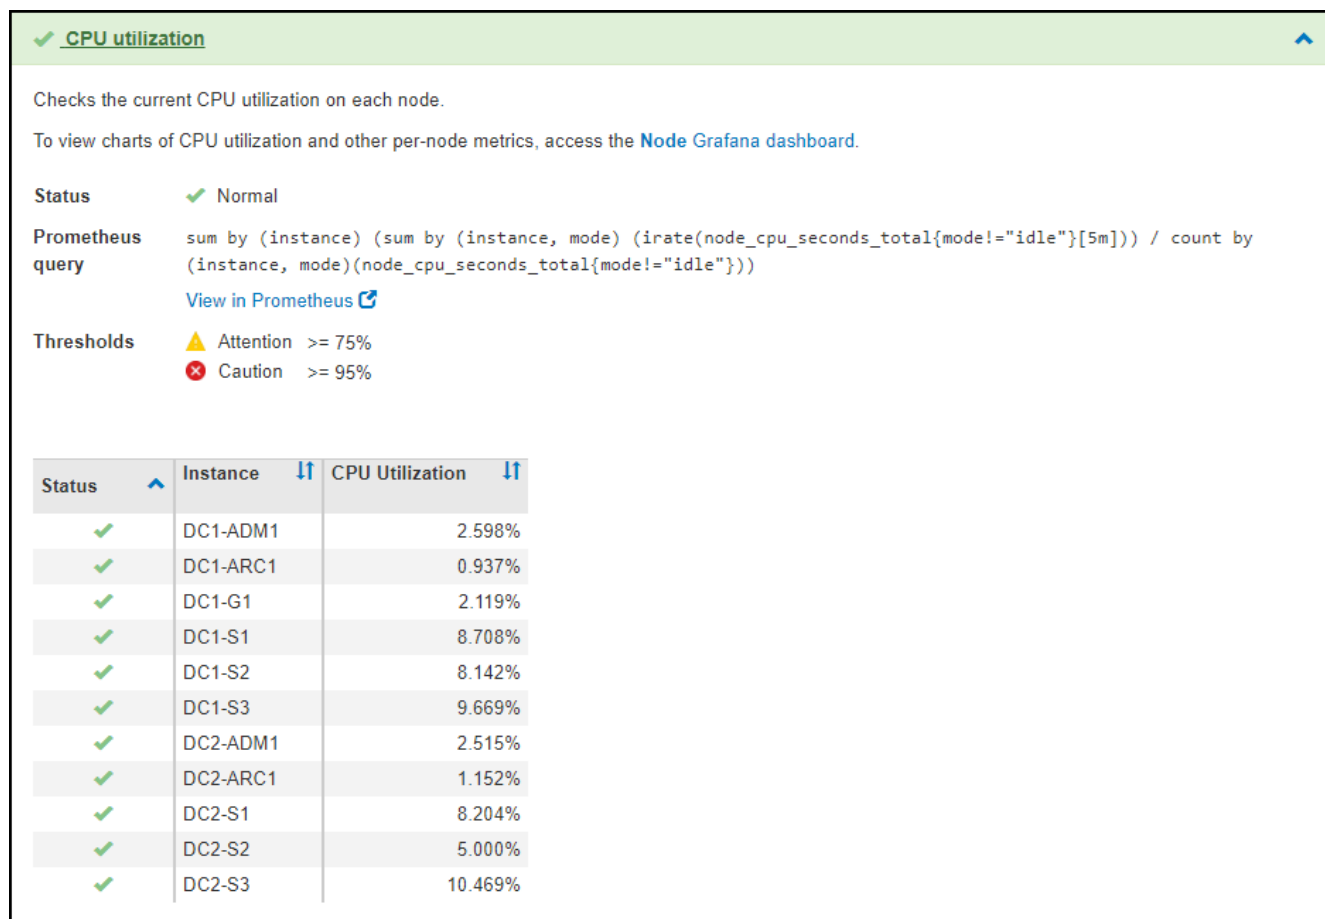 CPU utilization
Checks the current CPU utilization on each node.
To view charts of CPU utilization and other per-node metrics, access the Node Grafana dashboard.
Status Normal
Prometheus query sum by (instance) (sum by (instance, mode) (irate(node_cpu_seconds_total{mode!="idle"}[5m])) / count by
(instance, mode)(node_cpu_seconds_total{mode!="idle"}))
View in Prometheus
Thresholds Attention >= 75%
Caution >= 95%
Status Instance CPU Utilization
DC1-ADM1 2.598%
DC1-ARC1 0.937%
DC1-G1 2.119%
DC1-S1 8.708%
DC1-S2 8.142%
DC1-S3 9.669%
DC2-ADM1 2.515%
DC2-ARC1 1.152%
DC2-S1 8.204%
DC2-S2 5.000%
DC2-S3 10.469%